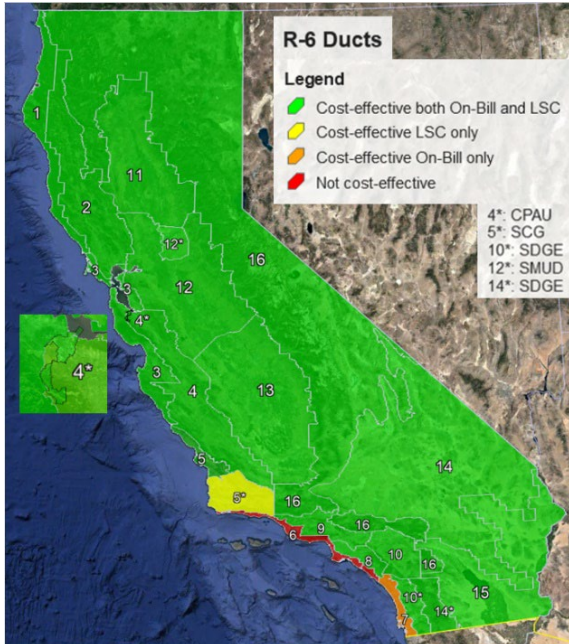 R-6 Ducts
Legend
Cost-effective both On-Bill and LSC
Cost-effective LSC only
Cost-effective On-Bill only
Not cost-effective
4*: CPAU
5*: SCG
10*: SDGE
12*: SMUD
14*: SDGE
1
11
2
12*
16
3
3
12
4*
4*
3
4
13
5
14
5*
16
6
9
16
8
10
16
15
10*
14*
7